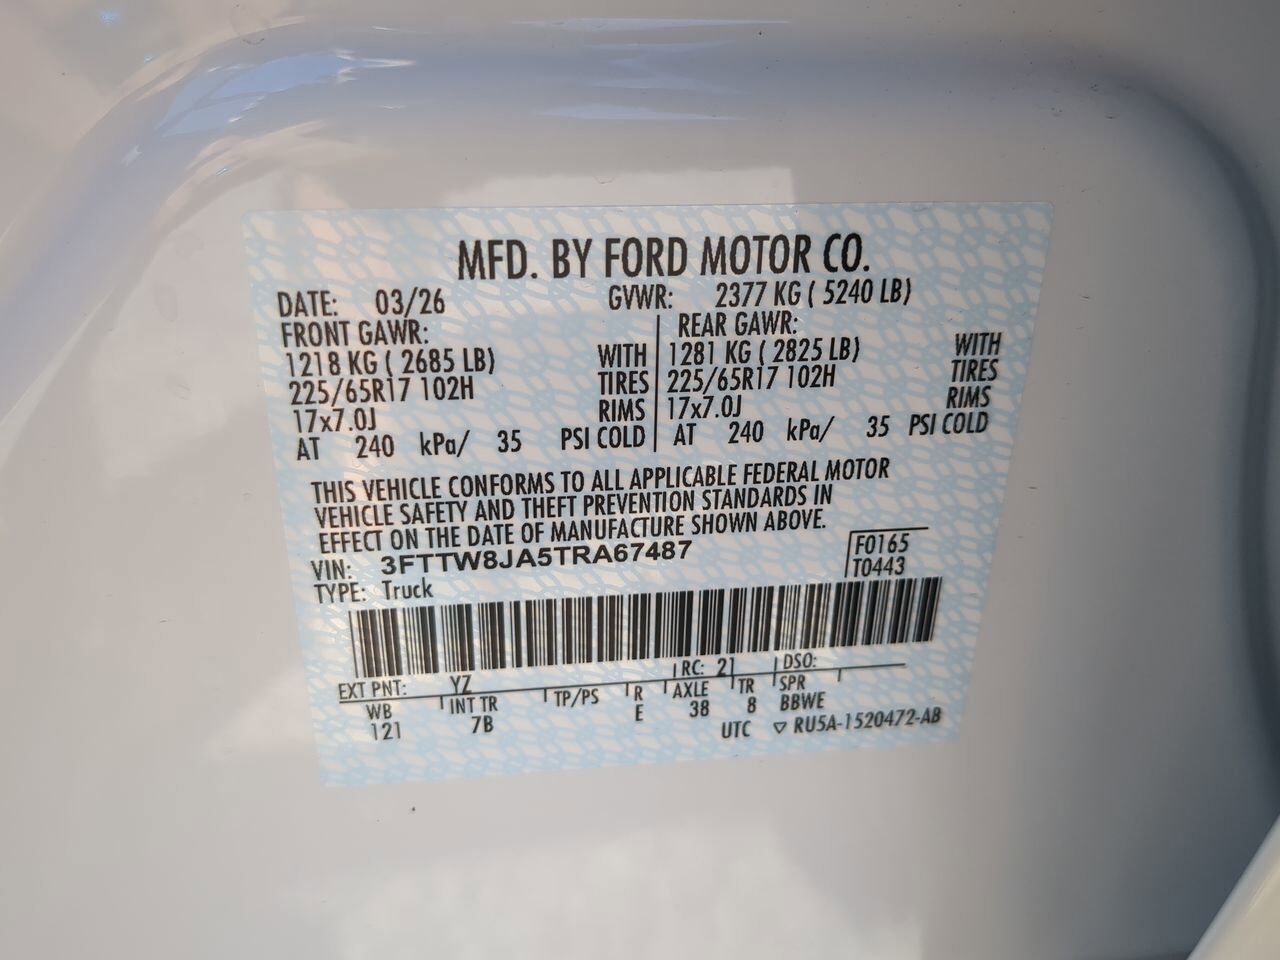 MFD. BY FORD MOTOR CO.
DATE: 03/26 GVWR: 2377 KG ( 5240 LB)
FRONT GAWR: REAR GAWR:
1218 KG ( 2685 LB) WITH 1281 KG ( 2825 LB) WITH
225/65R17 102H TIRES 225/65R17 102H TIRES
17x7.0J RIMS 17x7.0J RIMS
AT 240 kPa/ 35 PSI COLD AT 240 kPa/ 35 PSI COLD
THIS VEHICLE CONFORMS TO ALL APPLICABLE FEDERAL MOTOR
VEHICLE SAFETY AND THEFT PREVENTION STANDARDS IN
EFFECT ON THE DATE OF MANUFACTURE SHOWN ABOVE.
VIN: 3FTTW8JA5TRA67487 F0165
TYPE: Truck T0443
EXT PNT: YZ RC: 21 DSO:
WB INT TR TP/PS R AXLE TR SPR
121 7B E 38 8 BBWE
UTC ▽ RU5A-1520472-AB